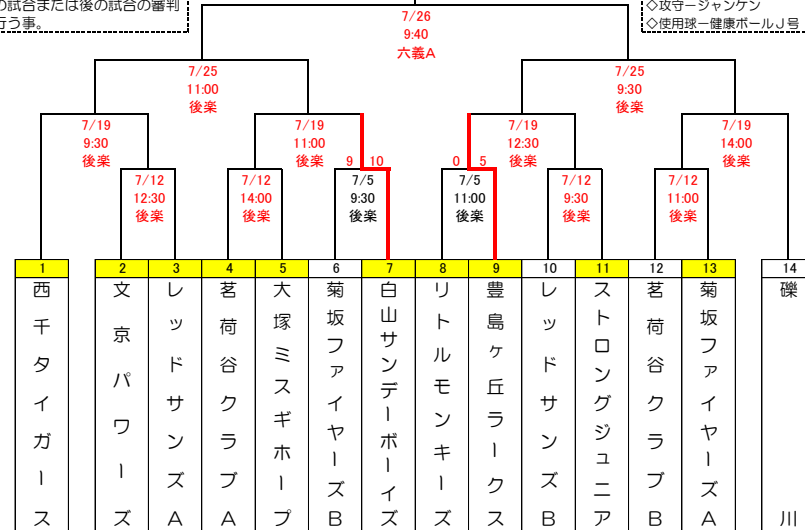 の試合または後の試合の審判
行う事。
◇攻守ージャンケン
◇使用球ー健康ボールJ号
7/26
9:40
六義A
7/25
11:00
後楽
7/25
9:30
後楽
7/19
9:30
後楽
7/19
11:00
後楽
7/19
12:30
後楽
7/19
14:00
後楽
9 10
0 5
7/12
12:30
後楽
7/12
14:00
後楽
7/5
9:30
後楽
7/5
11:00
後楽
7/12
9:30
後楽
7/12
11:00
後楽
1 2 3 4 5 6 7 8 9 10 11 12 13 14
西千タイガース
文京パワーズ
レッドサンズA
茗荷谷クラブA
大塚ミスギホープ
菊坂ファイヤーズB
白山サンデーボーイズ
リトルモンキーズ
豊島ヶ丘ラークス
レッドサンズB
ストロングジュニア
茗荷谷クラブB
菊坂ファイヤーズA
礫川